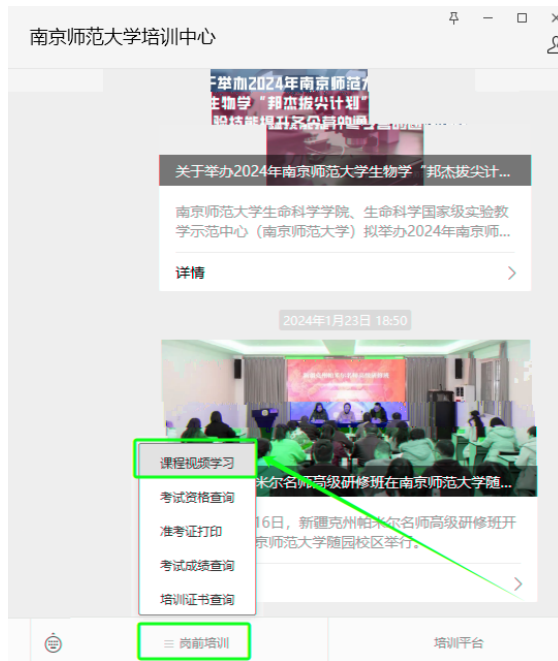 南京师范大学培训中心
关于举办2024年南京师范大学生物学“邦杰拔尖计...
南京师范大学生命科学学院、生命科学国家级实验教
学示范中心（南京师范大学）拟举办2024年南京师...
详情
2024年1月23日 18:50
米尔名师高级研修班在南京师范大学随...
16日，新疆克州帕米尔名师高级研修班开
京师范大学随园校区举行。
课程视频学习
考试资格查询
准考证打印
考试成绩查询
培训证书查询
岗前培训
培训平台